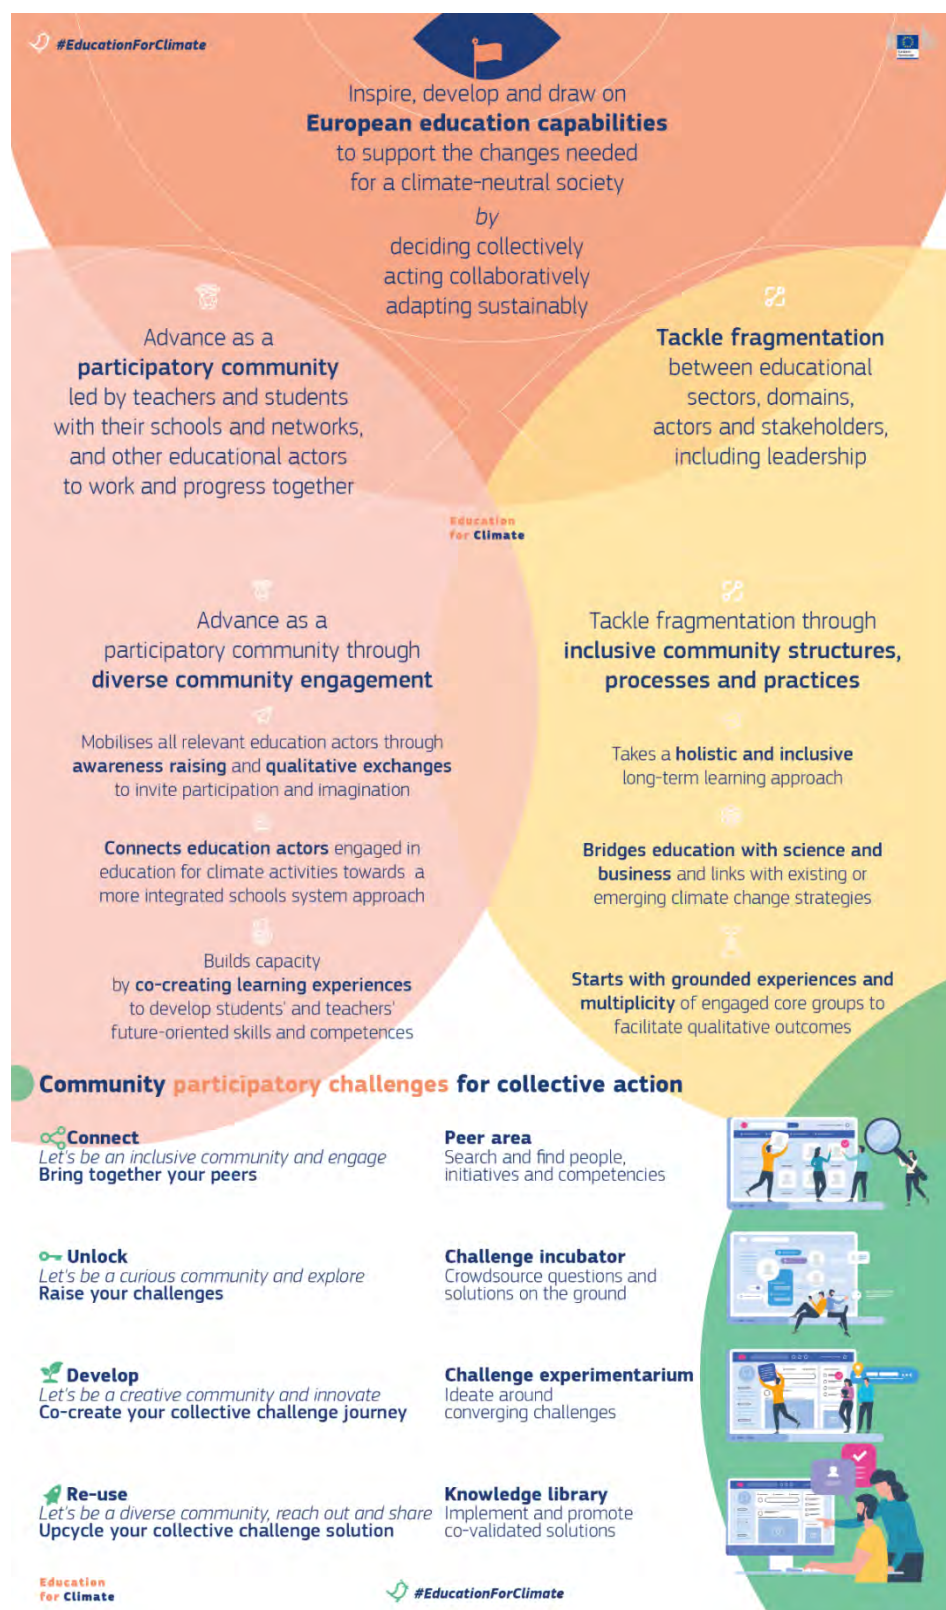 #EducationForClimate
Inspire, develop and draw on
European education capabilities
to support the changes needed
for a climate-neutral society
by
deciding collectively
acting collaboratively
adapting sustainably
Advance as a
participatory community
led by teachers and students
with their schools and networks,
and other educational actors
to work and progress together
Tackle fragmentation
between educational
sectors, domains,
actors and stakeholders,
including leadership
Education
for Climate
Advance as a
participatory community through
diverse community engagement
Mobilises all relevant education actors through
awareness raising and qualitative exchanges
to invite participation and imagination
Connects education actors engaged in
education for climate activities towards a
more integrated schools system approach
Builds capacity
by co-creating learning experiences
to develop students' and teachers'
future-oriented skills and competences
Tackle fragmentation through
inclusive community structures,
processes and practices
Takes a holistic and inclusive
long-term learning approach
Bridges education with science and
business and links with existing or
emerging climate change strategies
Starts with grounded experiences and
multiplicity of engaged core groups to
facilitate qualitative outcomes
Community participatory challenges for collective action
Connect
Let's be an inclusive community and engage
Bring together your peers
Peer area
Search and find people,
initiatives and competencies
Unlock
Let's be a curious community and explore
Raise your challenges
Challenge incubator
Crowdsource questions and
solutions on the ground
Develop
Let's be a creative community and innovate
Co-create your collective challenge journey
Challenge experimentarium
Ideate around
converging challenges
Re-use
Let's be a diverse community, reach out and share
Upcycle your collective challenge solution
Knowledge library
Implement and promote
co-validated solutions
Education
for Climate
#EducationForClimate